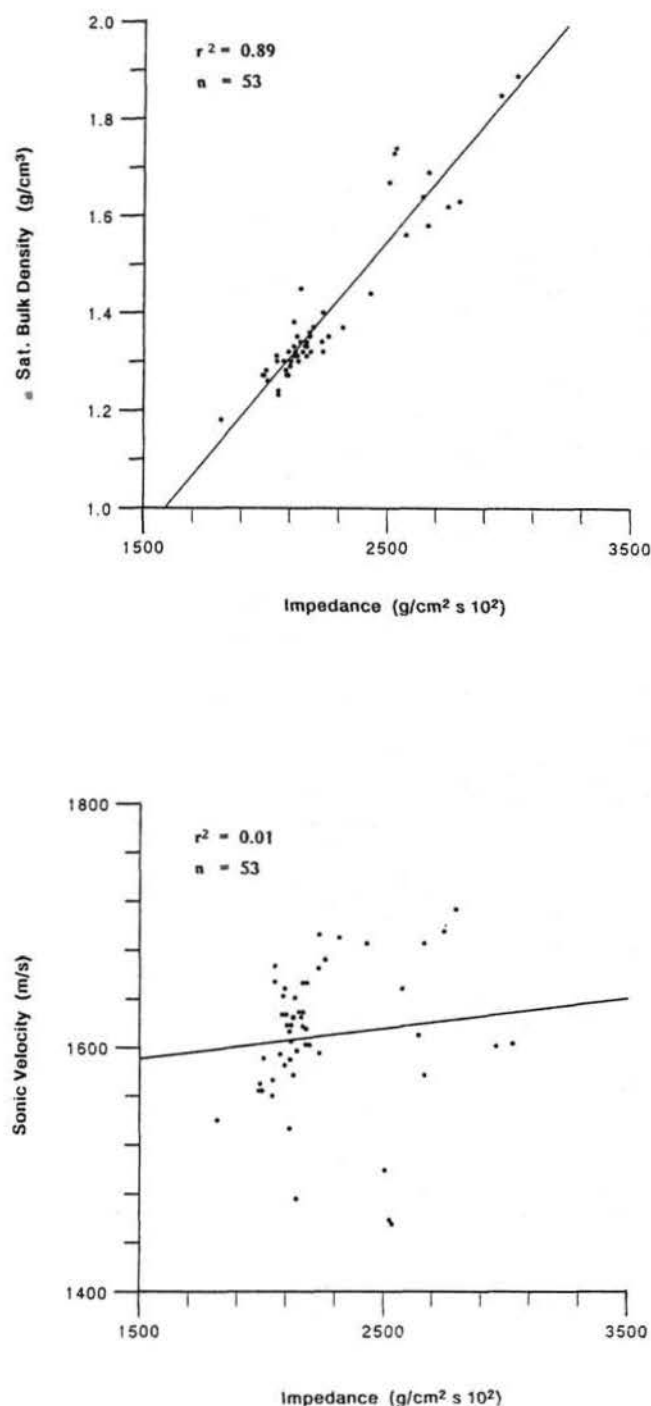 2.0
r 2 = 0.89
n = 53
1.8
1.6
1.4
1.2
1.0
Sat. Bulk Density (g/cm³)
1500 2500 3500
Impedance (g/cm² s 10²)
1800
r² = 0.01
n = 53
1600
1400
Sonic Velocity (m/s)
1500 2500 3500
Impedance (g/cm² s 10²)